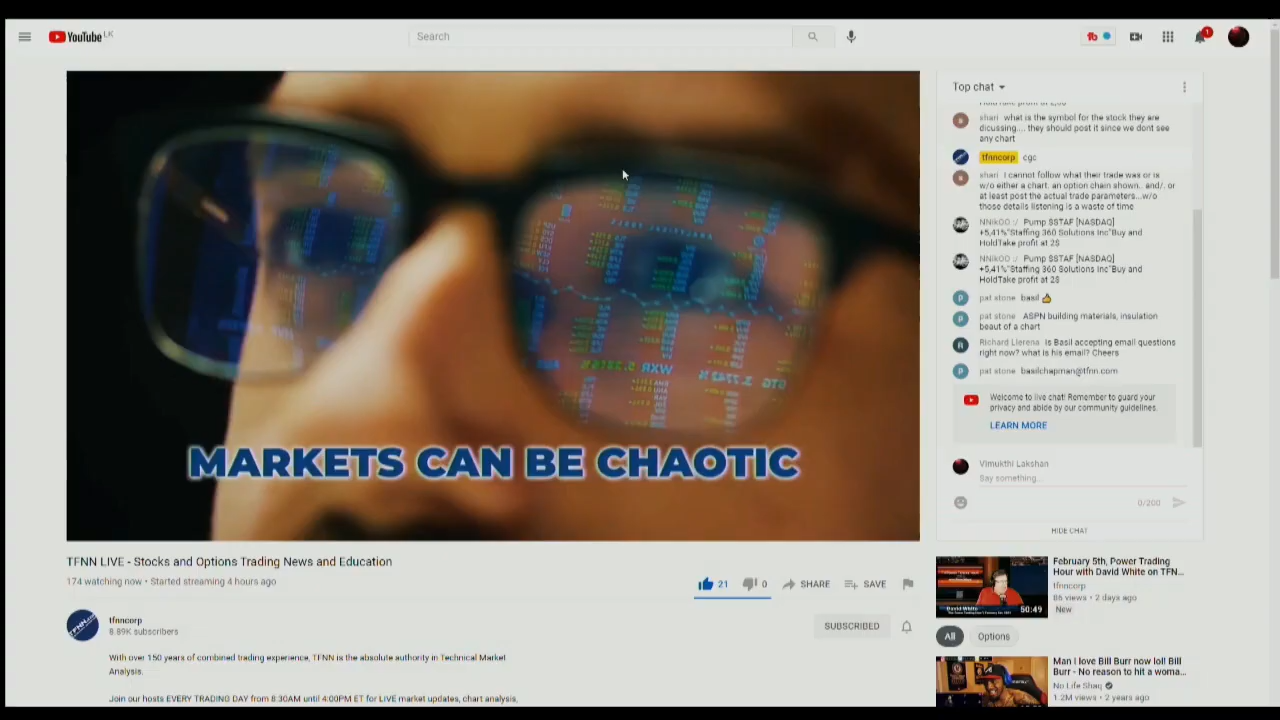 YouTube LK
Search
1
Top chat
shari what is the symbol for the stock they are
dicussing.... they should post it since we dont see
any chart
tfnncorp cgc
shari I cannot follow what their trade was or is
w/o either a chart. an option chain shown.. and/. or
at least post the actual trade parameters...w/o
those details listening is a waste of time
NNikOO :/ Pump $STAF [NASDAQ]
+5,41%"Staffing 360 Solutions Inc"Buy and
HoldTake profit at 2$
NNikOO :/ Pump $STAF [NASDAQ]
+5,41%"Staffing 360 Solutions Inc"Buy and
HoldTake profit at 2$
pat stone basil 👍
pat stone ASPN building materials, insulation
beaut of a chart
Richard Llerena Is Basil accepting email questions
right now? what is his email? Cheers
pat stone basilchapman@tfnn.com
Welcome to live chat! Remember to guard your
privacy and abide by our community guidelines.
LEARN MORE
Vimukthi Lakshan
Say something...
0/200
HIDE CHAT
MARKETS CAN BE CHAOTIC
TFNN LIVE - Stocks and Options Trading News and Education
174 watching now • Started streaming 4 hours ago
21 0 SHARE SAVE
tfnncorp
8.89K subscribers
SUBSCRIBED
With over 150 years of combined trading experience, TFNN is the absolute authority in Technical Market
Analysis.
Join our hosts EVERY TRADING DAY from 8:30AM until 4:00PM ET for LIVE market updates, chart analysis,
February 5th, Power Trading
Hour with David White on TFN...
tfnncorp
86 views • 2 days ago
New
David White
50:49
All Options
Man I love Bill Burr now lol! Bill
Burr - No reason to hit a woma...
No Life Shaq
1.2M views • 2 years ago